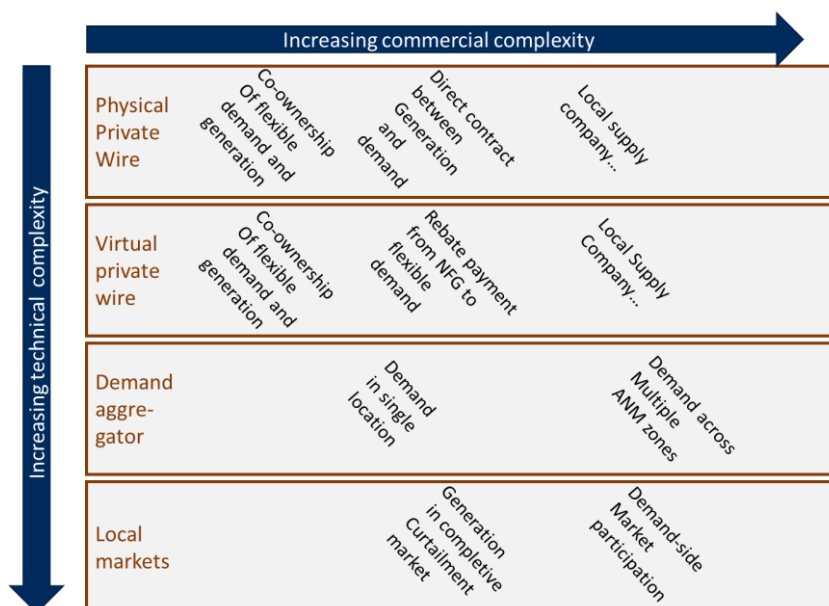 Increasing commercial complexity
Increasing technical complexity
Physical
Private
Wire
Co-ownership
Of flexible
demand and
generation
Direct contract
between
Generation
and
demand
Local supply
company...
Virtual
private
wire
Co-ownership
Of flexible
demand and
generation
Rebate payment
from NFG to
flexible
demand
Local Supply
Company...
Demand
aggre-
gator
Demand
in single
location
Demand across
Multiple
ANM zones
Local
markets
Generation
in completive
Curtailment
market
Demand-side
Market
participation